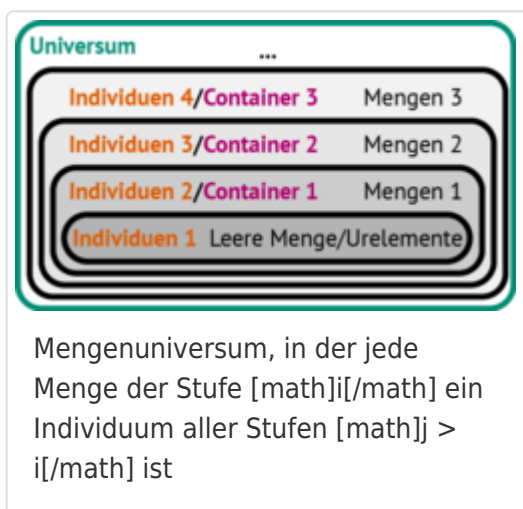 Universum
...
Individuen 4/Container 3 Mengen 3
Individuen 3/Container 2 Mengen 2
Individuen 2/Container 1 Mengen 1
Individuen 1 Leere Menge/Urelemente
Mengenuniversum, in der jede
Menge der Stufe [math]i[/math] ein
Individuum aller Stufen [math]j >
i[/math] ist